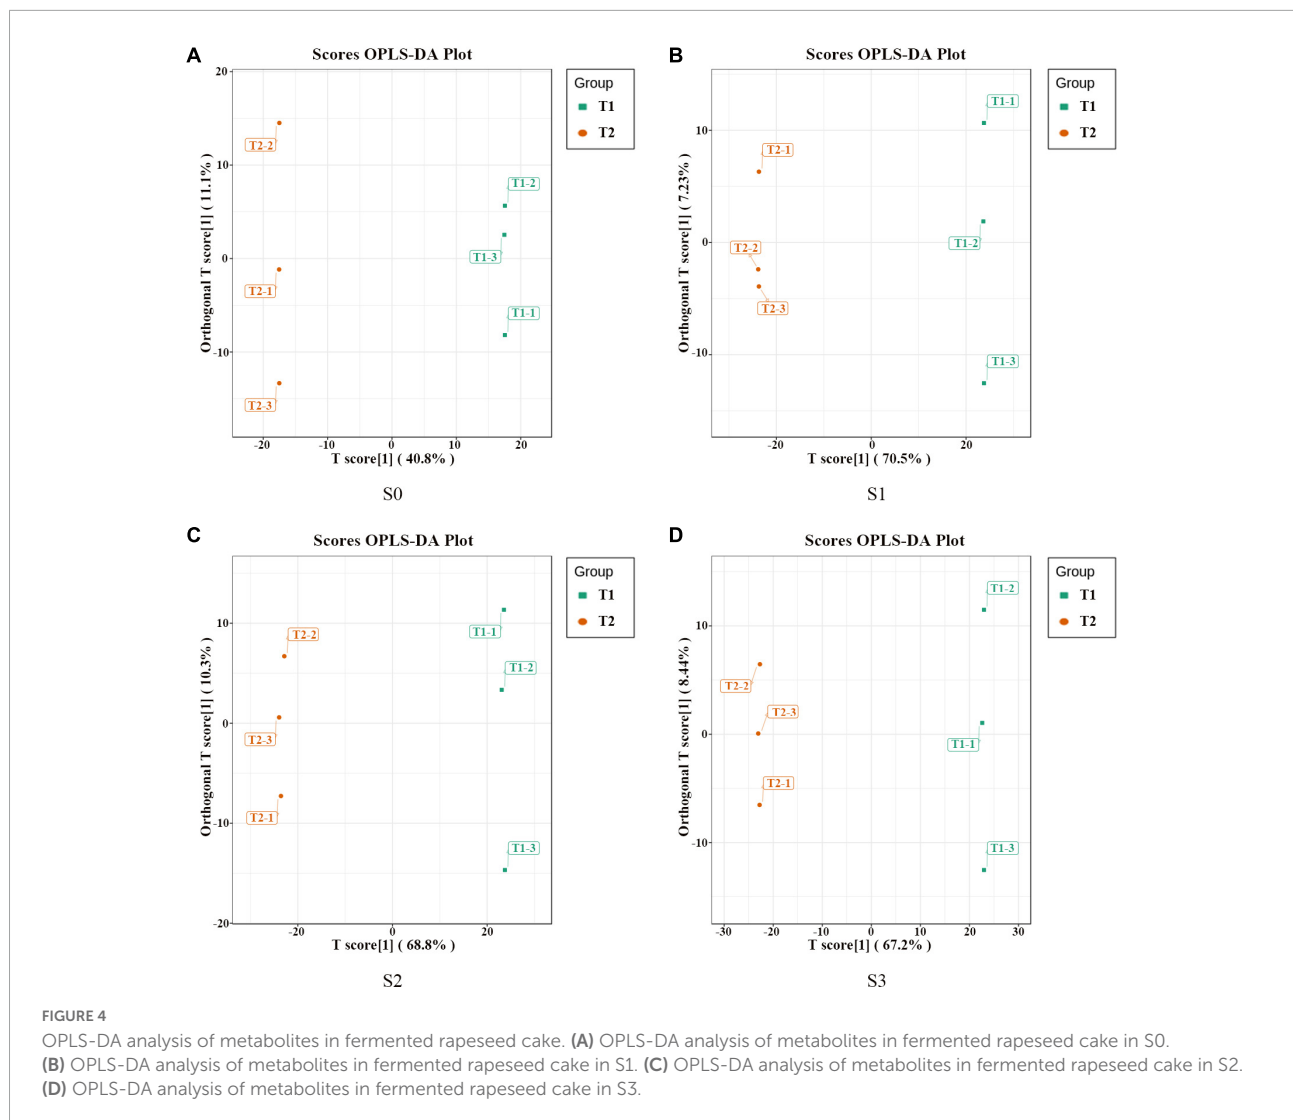 A
Scores OPLS-DA Plot
Orthogonal T score[1] ( 11.1% )
20
10
0
-10
T2-2
T2-1
T2-3
T1-2
T1-3
T1-1
-20
-10
0
10
20
T score[1] ( 40.8% )
Group
T1
T2
S0
B
Scores OPLS-DA Plot
Orthogonal T score[1] ( 7.23% )
10
0
-10
T2-1
T2-2
T2-3
T1-1
T1-2
T1-3
-20
0
20
T score[1] ( 70.5% )
Group
T1
T2
S1
C
Scores OPLS-DA Plot
Orthogonal T score[1] ( 10.3% )
10
0
-10
-20
T2-2
T2-3
T2-1
T1-1
T1-2
T1-3
-20
0
20
T score[1] ( 68.8% )
Group
T1
T2
S2
D
Scores OPLS-DA Plot
Orthogonal T score[1] ( 8.44% )
10
0
-10
T2-2
T2-3
T2-1
T1-2
T1-1
T1-3
-30
-20
-10
0
10
20
30
T score[1] ( 67.2% )
Group
T1
T2
S3
FIGURE 4
OPLS-DA analysis of metabolites in fermented rapeseed cake. (A) OPLS-DA analysis of metabolites in fermented rapeseed cake in S0.
(B) OPLS-DA analysis of metabolites in fermented rapeseed cake in S1. (C) OPLS-DA analysis of metabolites in fermented rapeseed cake in S2.
(D) OPLS-DA analysis of metabolites in fermented rapeseed cake in S3.